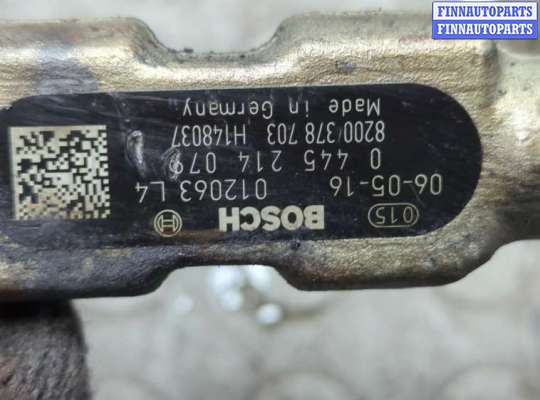 FINNAUTOPARTS
FINNAUTOPARTS
015 BOSCH
06-05-16 012063 L4
0 445 214 079
8200 378 703 H148037
Made in Germany